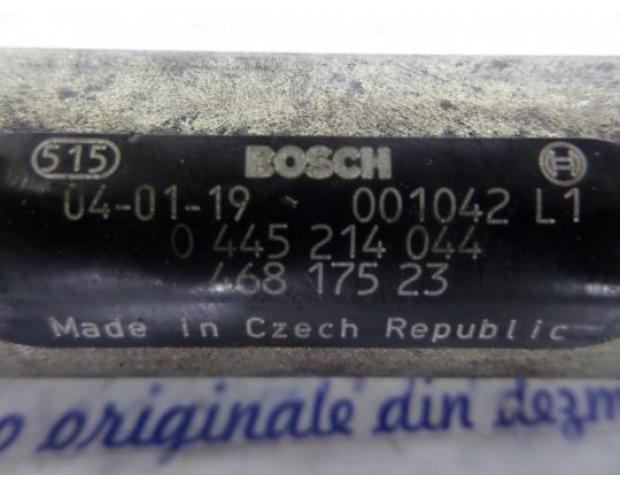 515 BOSCH
04-01-19 001042 L1
0 445 214 044
468 175 23
Made in Czech Republic
originale din